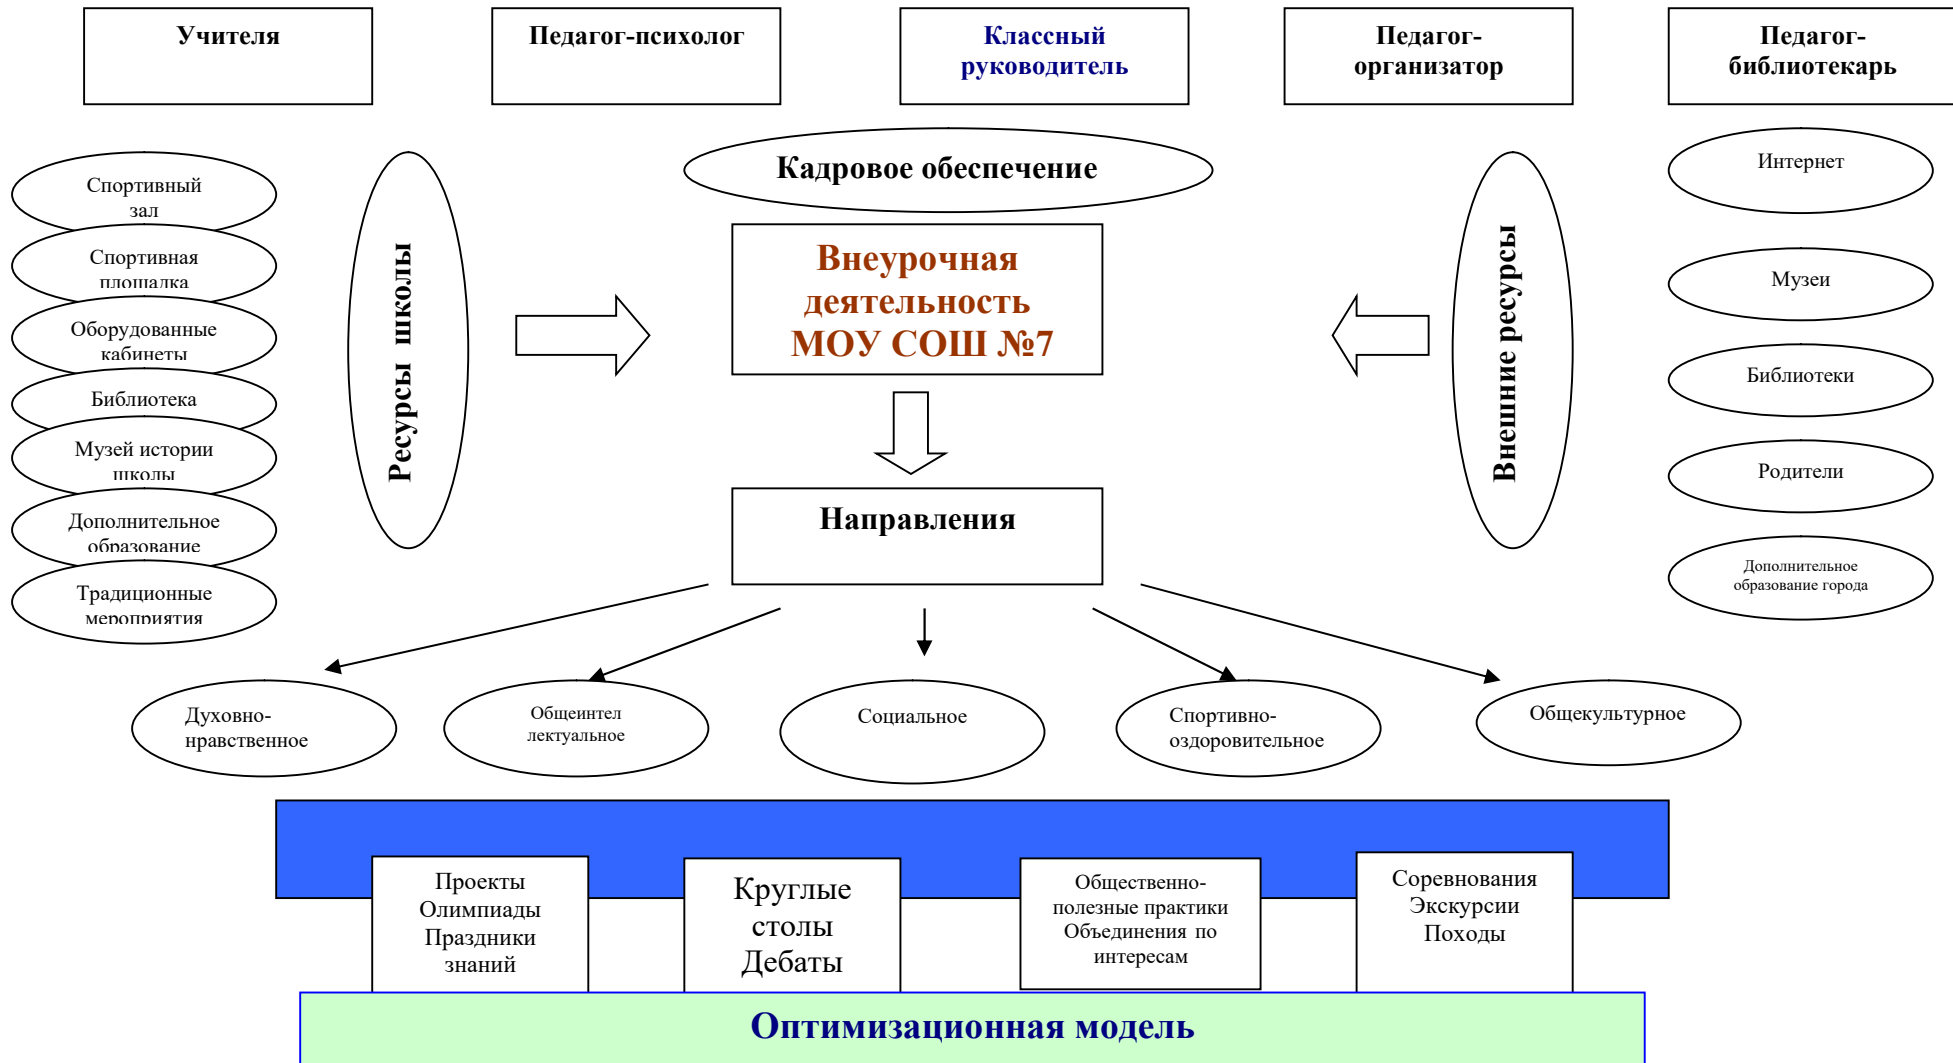 Учителя
Педагог-психолог
Классный
руководитель
Педагог-
организатор
Педагог-
библиотекарь
Кадровое обеспечение
Спортивный
зал
Спортивная
площадка
Оборудованные
кабинеты
Библиотека
Музей истории
школы
Дополнительное
образование
Традиционные
мероприятия
Ресурсы школы
Внеурочная
деятельность
МОУ СОШ №7
Внешние ресурсы
Интернет
Музеи
Библиотеки
Родители
Дополнительное
образование города
Направления
Духовно-
нравственное
Общеинтел
лектуальное
Социальное
Спортивно-
оздоровительное
Общекультурное
Проекты
Олимпиады
Праздники
знаний
Круглые
столы
Дебаты
Общественно-
полезные практики
Объединения по
интересам
Соревнования
Экскурсии
Походы
Оптимизационная модель